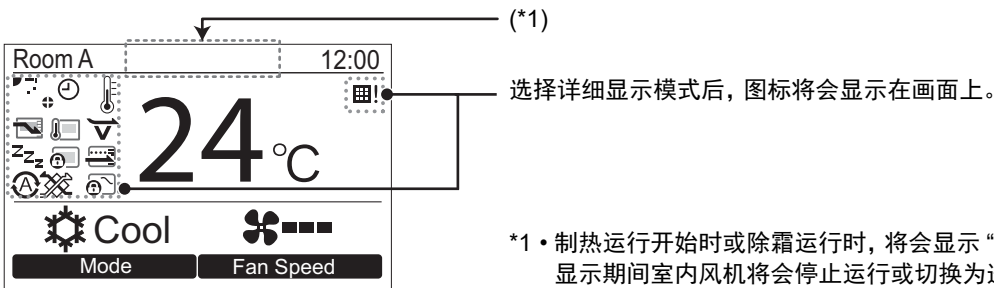 (*1)
Room A 12:00
选择详细显示模式后, 图标将会显示在画面上。
24°C
Cool
Mode Fan Speed
*1 • 制热运行开始时或除霜运行时, 将会显示 “
显示期间室内风机将会停止运行或切换为